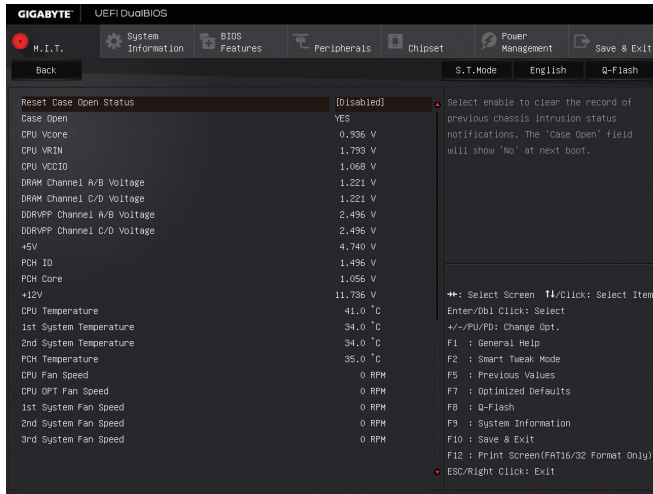 GIGABYTE™ UEFI DualBIOS
M.I.T. System Information BIOS Features Peripherals Chipset Power Management Save & Exit
Back S.T.Mode English Q-Flash
Reset Case Open Status [Disabled]
Case Open YES
CPU Vcore 0.936 V
CPU VRIN 1.793 V
CPU VCCIO 1.068 V
DRAM Channel A/B Voltage 1.221 V
DRAM Channel C/D Voltage 1.221 V
DDRVPP Channel A/B Voltage 2.496 V
DDRVPP Channel C/D Voltage 2.496 V
+5V 4.740 V
PCH IO 1.496 V
PCH Core 1.056 V
+12V 11.736 V
CPU Temperature 41.0 °C
1st System Temperature 34.0 °C
2nd System Temperature 34.0 °C
PCH Temperature 35.0 °C
CPU Fan Speed 0 RPM
CPU OPT Fan Speed 0 RPM
1st System Fan Speed 0 RPM
2nd System Fan Speed 0 RPM
3rd System Fan Speed 0 RPM
Select enable to clear the record of
previous chassis intrusion
status
notifications. The 'Case Open' field
will show 'No' at next boot.
→←: Select Screen ↑↓/Click: Select Item
Enter/Dbl Click: Select
+/-/PU/PD: Change Opt.
F1 : General Help
F2 : Smart Tweak Mode
F5 : Previous Values
F7 : Optimized Defaults
F8 : Q-Flash
F9 : System Information
F10 : Save & Exit
F12 : Print Screen(FAT16/32 Format Only)
ESC/Right Click: Exit